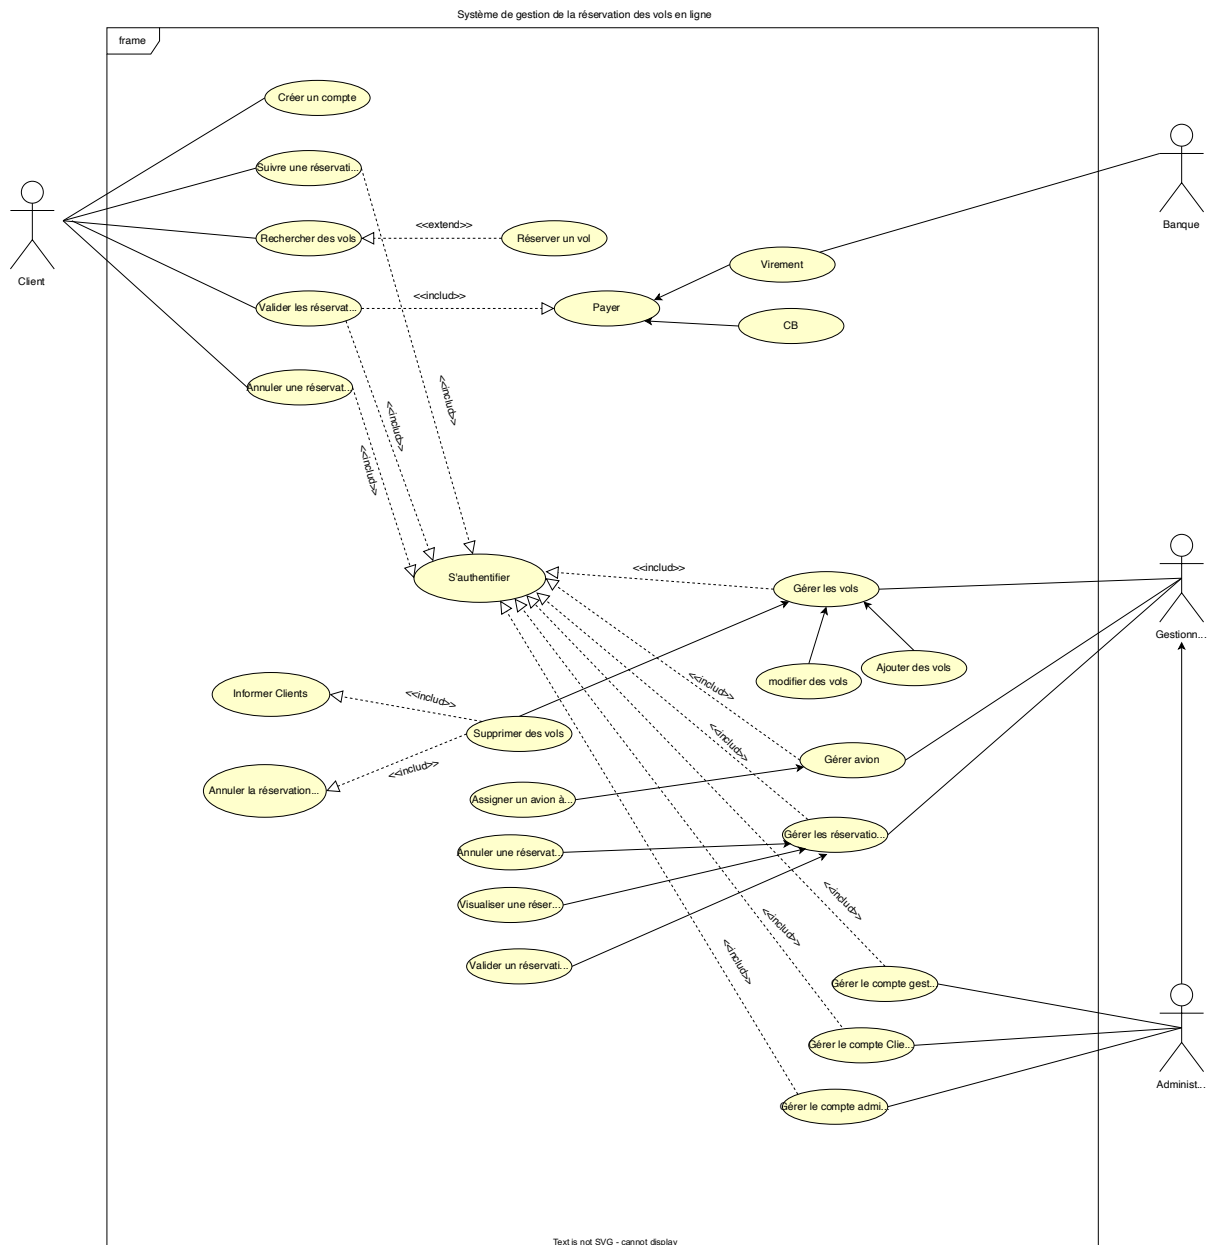 Système de gestion de la réservation des vols en ligne
frame
Créer un compte
Suivre une réservati...
Client
Rechercher des vols
<<extend>>
Réserver un vol
Banque
Virement
Valider les réservat...
<<includ>>
Payer
CB
Annuler une réservat...
<<includ>>
<<includ>>
<<includ>>
S'authentifier
<<includ>>
Gérer les vols
Gestionn...
modifier des vols
Ajouter des vols
Informer Clients
<<includ>>
<<includ>>
Supprimer des vols
<<includ>>
<<includ>>
Gérer avion
Annuler la réservation...
Assigner un avion à...
Gérer les réservatio...
Annuler une réservat...
Visualiser une réser...
<<includ>>
<<includ>>
<<includ>>
Valider un réservati...
Gérer le compte gest...
Gérer le compte Clie...
Administ...
Gérer le compte admi...
Text is not SVG - cannot display